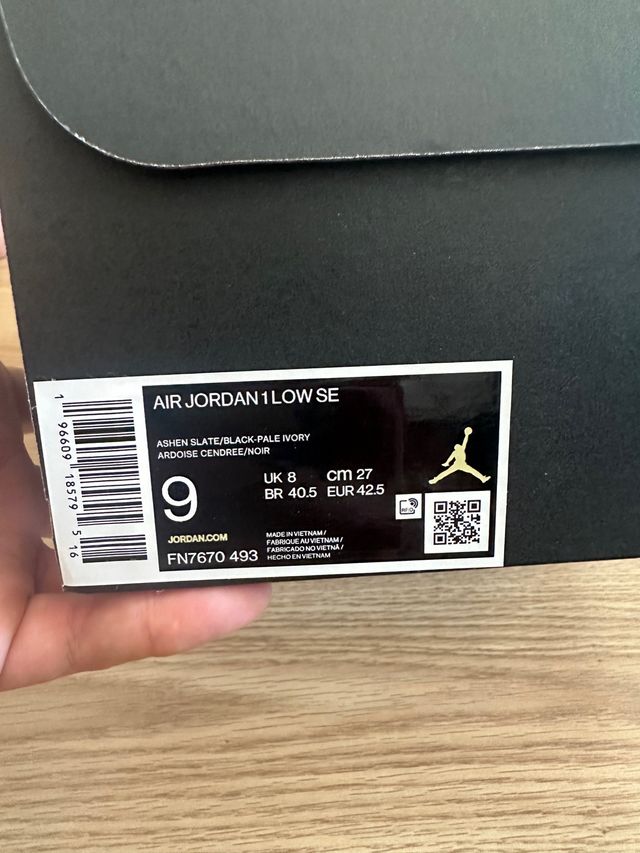 AIR JORDAN 1 LOW SE
ASHEN SLATE/BLACK-PALE IVORY
ARDOISE CENDREE/NOIR
9
UK 8 cm 27
BR 40.5 EUR 42.5
JORDAN.COM
FN7670 493
MADE IN VIETNAM /
FABRIQUE AU VIETNAM /
FABRICADO NO VIETNÃ /
HECHO EN VIETNAM
RFID
1 96609 18579 5 16